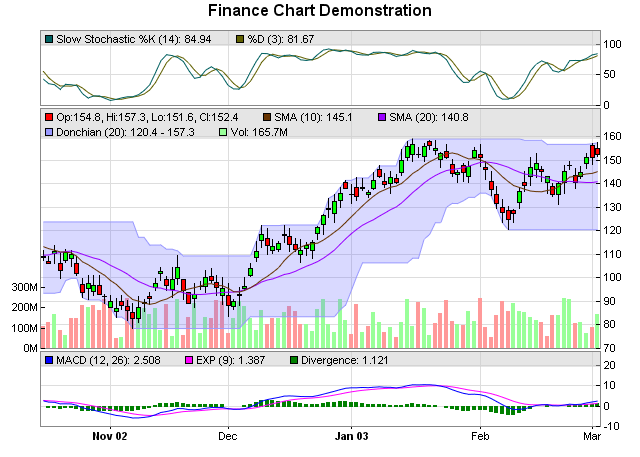 Finance Chart Demonstration
Slow Stochastic %K (14): 84.94 %D (3): 81.67
100
50
0
Op:154.8, Hi:157.3, Lo:151.6, Cl:152.4 SMA (10): 145.1 SMA (20): 140.8
Donchian (20): 120.4 - 157.3 Vol: 165.7M
160
150
140
130
120
110
100
90
80
70
300M
200M
100M
0M
MACD (12, 26): 2.508 EXP (9): 1.387 Divergence: 1.121
20
10
0
-10
Nov 02 Dec Jan 03 Feb Mar